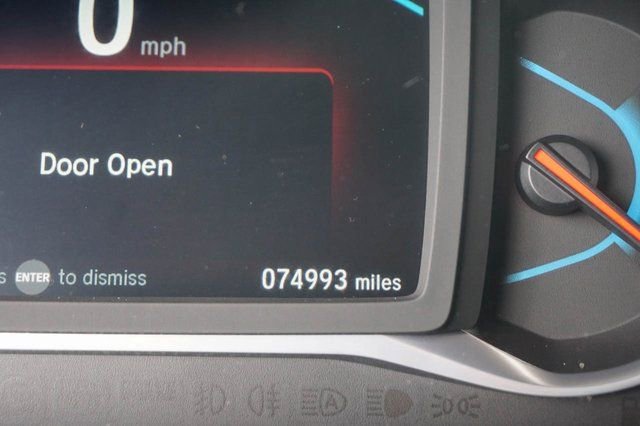 0 mph
Door Open
s ENTER to dismiss
074993 miles